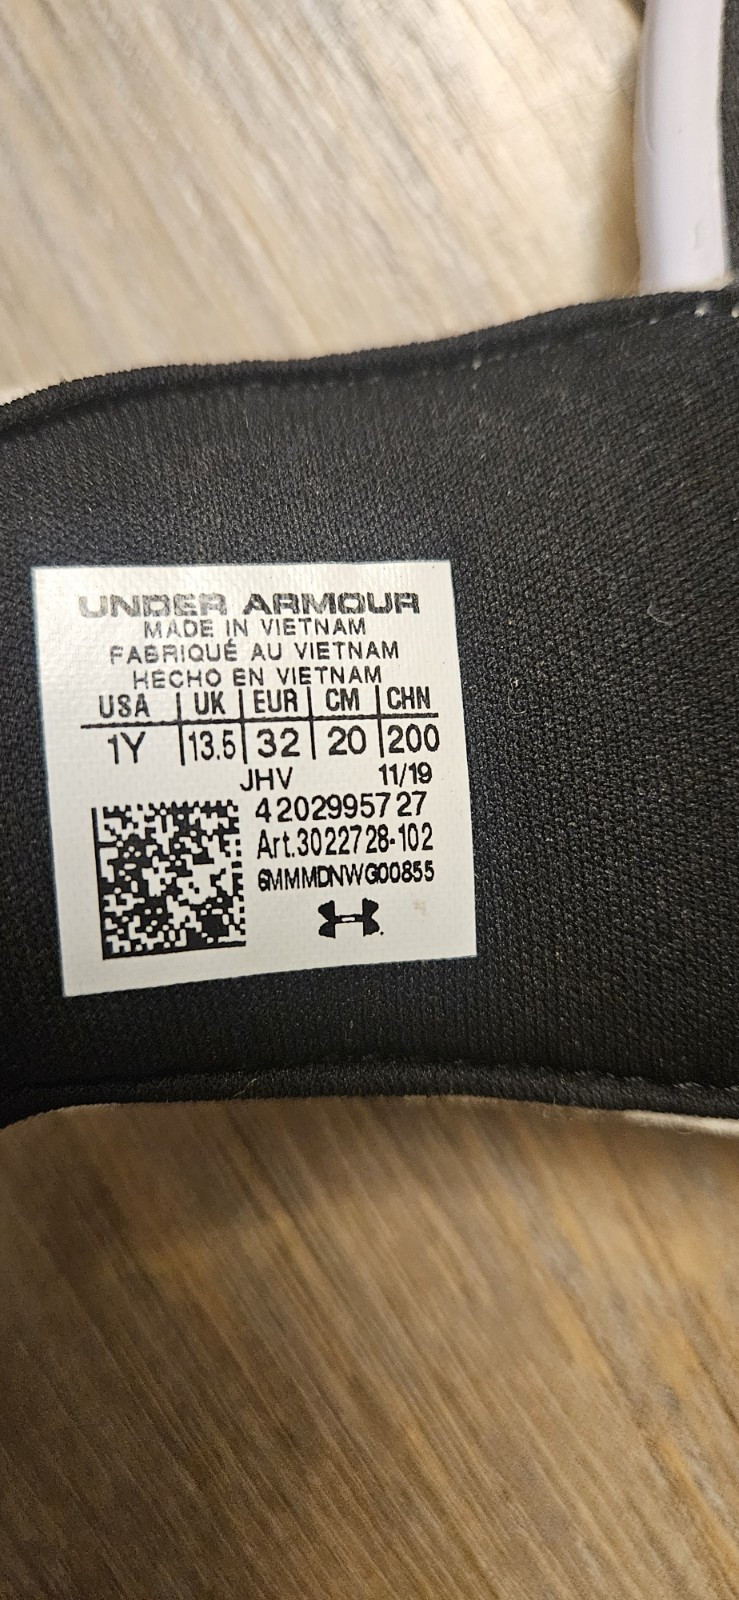 UNDER ARMOUR
MADE IN VIETNAM
FABRIQUÉ AU VIETNAM
HECHO EN VIETNAM
USA UK EUR CM CHN
1Y 13.5 32 20 200
JHV 11/19
4202995727
Art.3022728-102
6MMMDNWG00855